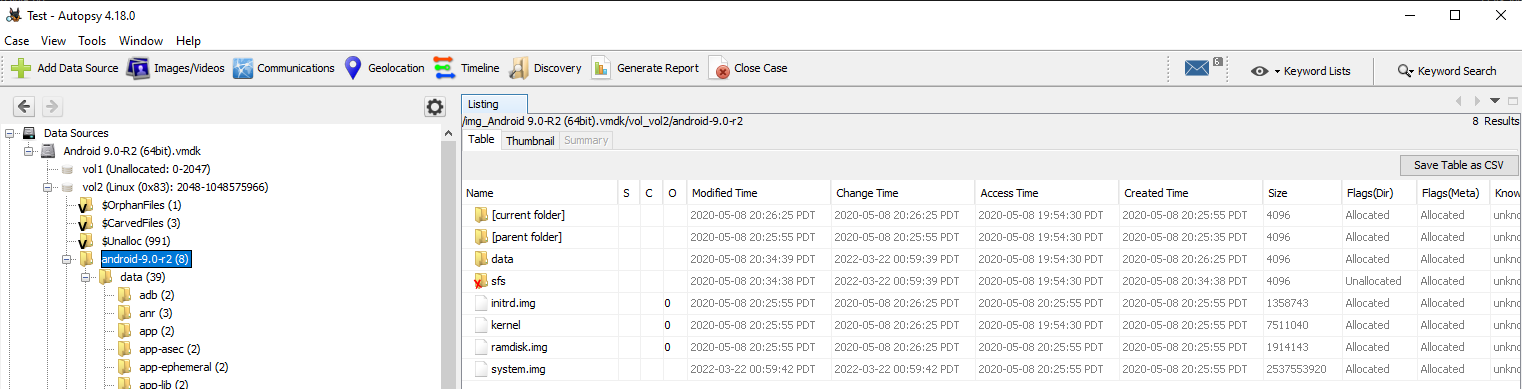 Test - Autopsy 4.18.0
Case View Tools Window Help
Add Data Source Images/Videos Communications Geolocation Timeline Discovery Generate Report Close Case 6 Keyword Lists Keyword Search
Data Sources
Android 9.0-R2 (64bit).vmdk
vol1 (Unallocated: 0-2047)
vol2 (Linux (0x83): 2048-1048575966)
$OrphanFiles (1)
$CarvedFiles (3)
$Unalloc (991)
android-9.0-r2 (8)
data (39)
adb (2)
anr (3)
app (2)
app-asec (2)
app-ephemeral (2)
app-lib (2)
Listing
/img_Android 9.0-R2 (64bit).vmdk/vol_vol2/android-9.0-r2 8 Results
Table Thumbnail Summary
Save Table as CSV
Name S C O Modified Time Change Time Access Time Created Time Size Flags(Dir) Flags(Meta) Know
[current folder] 2020-05-08 20:26:25 PDT 2020-05-08 20:26:25 PDT 2020-05-08 19:54:30 PDT 2020-05-08 20:25:55 PDT 4096 Allocated Allocated unkno
[parent folder] 2020-05-08 20:25:55 PDT 2020-05-08 20:25:55 PDT 2020-05-08 19:54:30 PDT 2020-05-08 20:25:35 PDT 4096 Allocated Allocated unkno
data 2020-05-08 20:34:39 PDT 2022-03-22 00:59:39 PDT 2020-05-08 19:54:30 PDT 2020-05-08 20:26:25 PDT 4096 Allocated Allocated unkno
sfs 2020-05-08 20:34:38 PDT 2022-03-22 00:59:39 PDT 2020-05-08 20:34:38 PDT 2020-05-08 20:34:38 PDT 4096 Unallocated Allocated unkno
initrd.img 0 2020-05-08 20:25:55 PDT 2020-05-08 20:26:25 PDT 2020-05-08 20:25:55 PDT 2020-05-08 20:25:55 PDT 1358743 Allocated Allocated unkno
kernel 0 2020-05-08 20:25:55 PDT 2020-05-08 20:26:25 PDT 2020-05-08 19:54:30 PDT 2020-05-08 20:25:55 PDT 7511040 Allocated Allocated unkno
ramdisk.img 0 2020-05-08 20:25:55 PDT 2020-05-08 20:26:25 PDT 2020-05-08 20:25:55 PDT 2020-05-08 20:25:55 PDT 1914143 Allocated Allocated unkno
system.img 2022-03-22 00:59:42 PDT 2022-03-22 00:59:42 PDT 2020-05-08 20:25:55 PDT 2020-05-08 20:25:55 PDT 2537553920 Allocated Allocated unkno